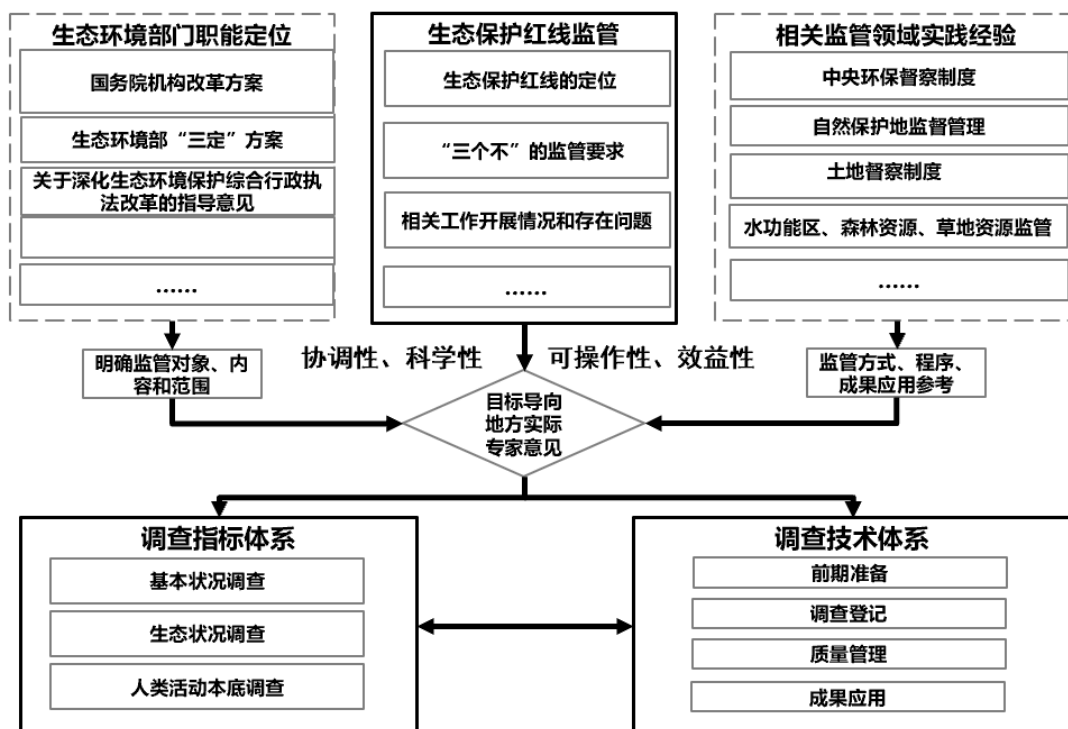 生态环境部门职能定位
国务院机构改革方案
生态环境部“三定”方案
关于深化生态环境保护综合行政执
法改革的指导意见
......
生态保护红线监管
生态保护红线的定位
“三个不”的监管要求
相关工作开展情况和存在问题
......
相关监管领域实践经验
中央环保督察制度
自然保护地监督管理
土地督察制度
水功能区、森林资源、草地资源监管
......
明确监管对象、内
容和范围
协调性、科学性
可操作性、效益性
监管方式、程序、
成果应用参考
目标导向
地方实际
专家意见
调查指标体系
基本状况调查
生态状况调查
人类活动本底调查
调查技术体系
前期准备
调查登记
质量管理
成果应用